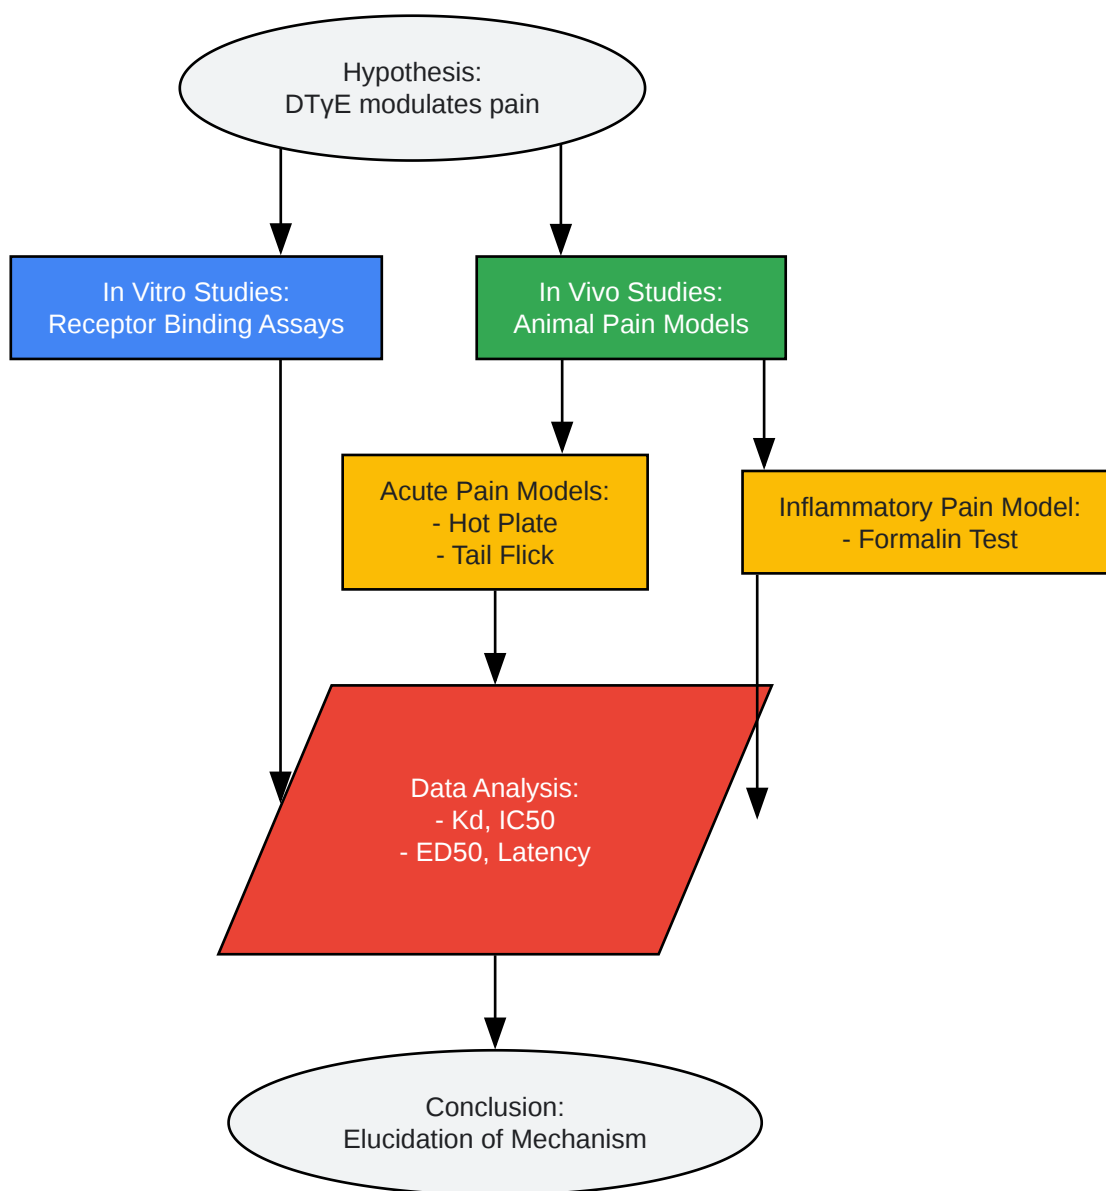 Hypothesis:
DTγE modulates pain
In Vitro Studies:
Receptor Binding Assays
In Vivo Studies:
Animal Pain Models
Acute Pain Models:
- Hot Plate
- Tail Flick
Inflammatory Pain Model:
- Formalin Test
Data Analysis:
- Kd, IC50
- ED50, Latency
Conclusion:
Elucidation of Mechanism